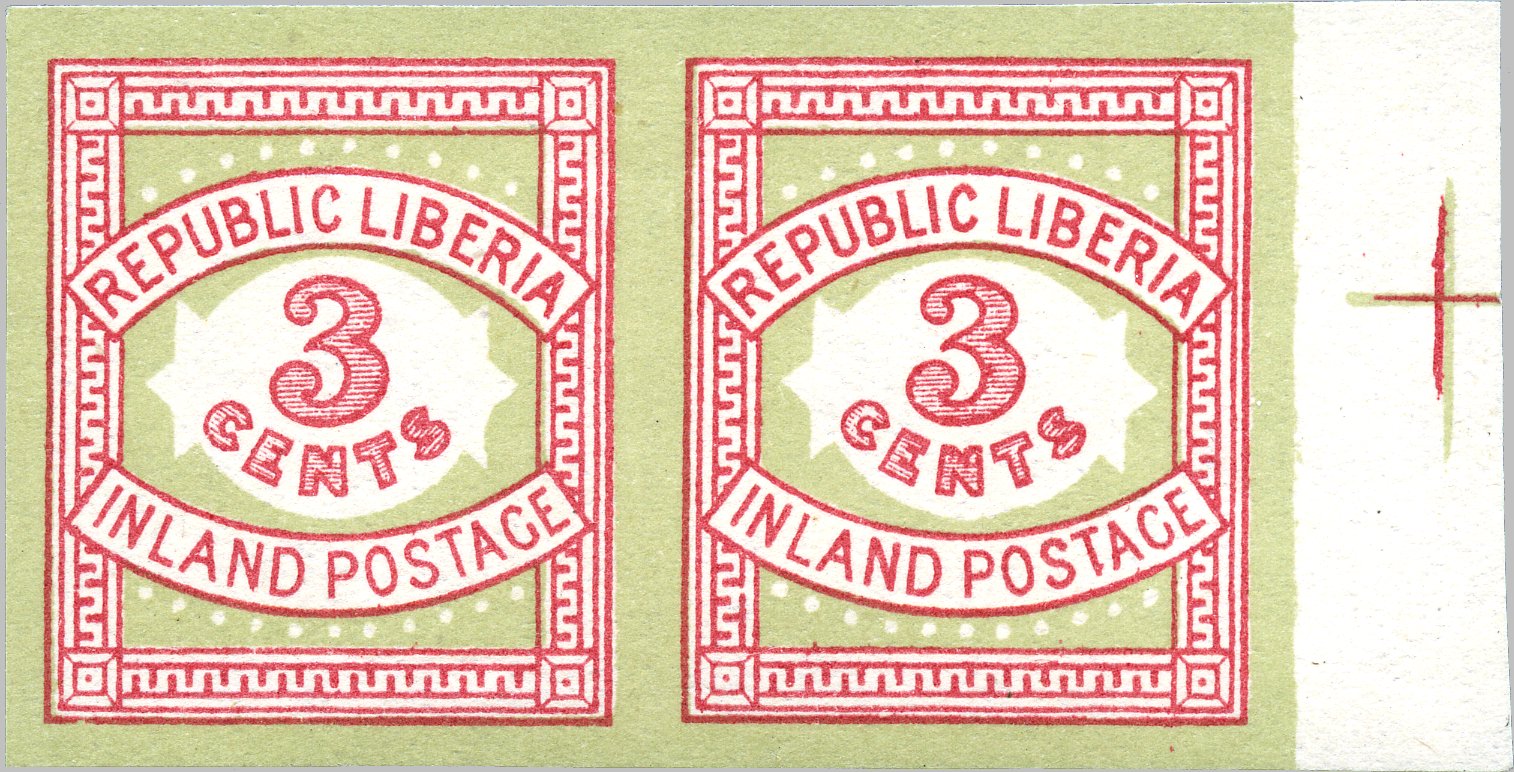 REPUBLIC LIBERIA
3
CENTS
INLAND POSTAGE
REPUBLIC LIBERIA
3
CENTS
INLAND POSTAGE